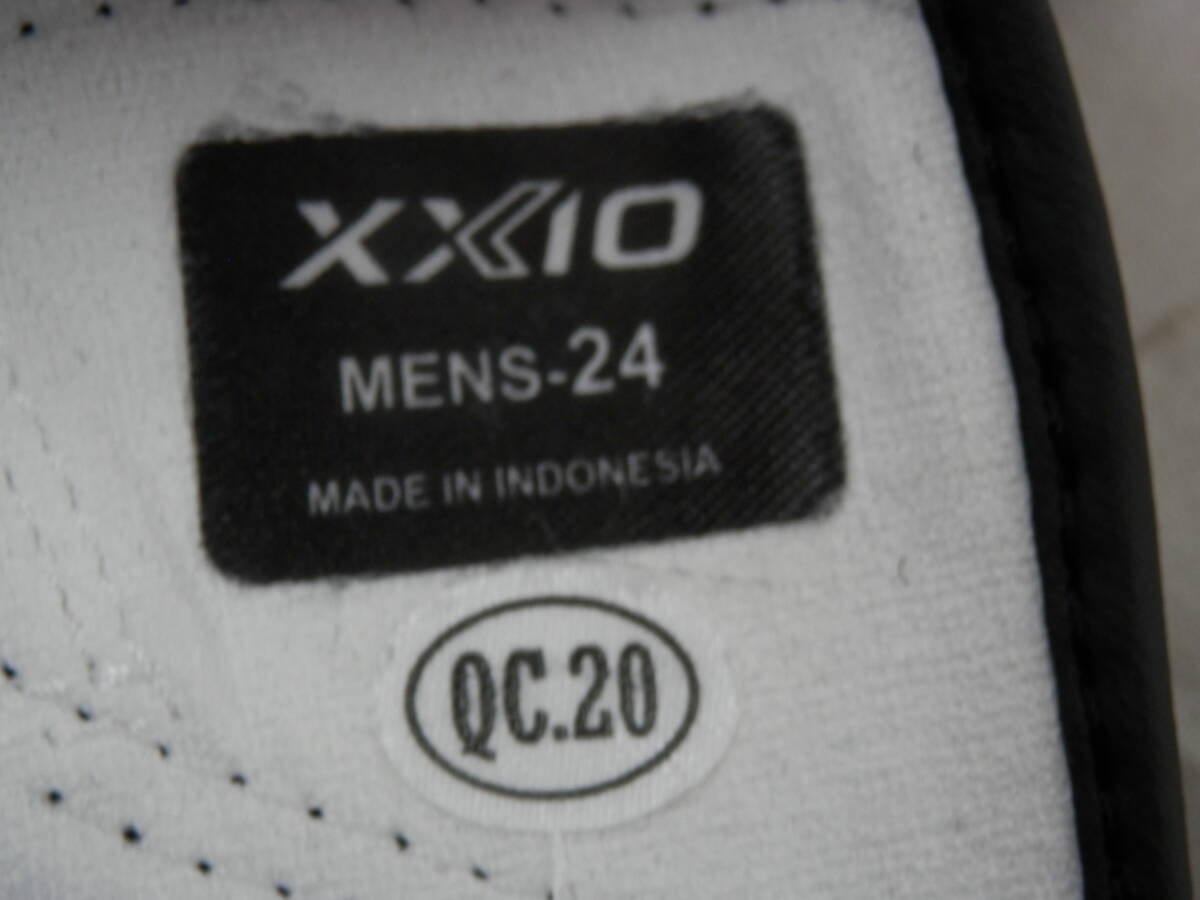 XXIO
MENS-24
MADE IN INDONESIA
QC.20